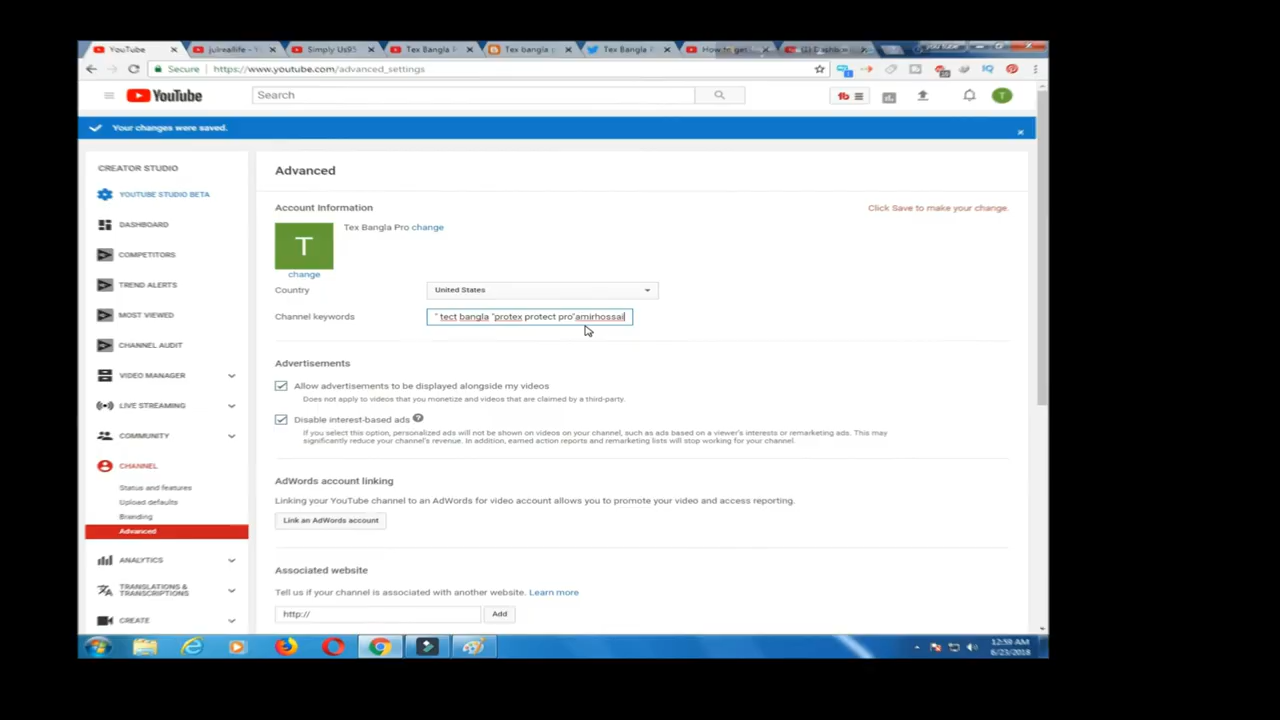 YouTube
julreallife - Y
Simply Us95
Tex Bangla
Tex bangla
Tex Bangla
How to get
(1) Dashb
you tube
Secure
https://www.youtube.com/advanced_settings
YouTube
Search
T
Your changes were saved.
CREATOR STUDIO
YOUTUBE STUDIO BETA
DASHBOARD
COMPETITORS
TREND ALERTS
MOST VIEWED
CHANNEL AUDIT
VIDEO MANAGER
LIVE STREAMING
COMMUNITY
CHANNEL
Status and features
Upload defaults
Branding
Advanced
ANALYTICS
TRANSLATIONS &
TRANSCRIPTIONS
CREATE
Advanced
Account Information
Click Save to make your change.
T
Tex Bangla Pro change
change
Country
United States
Channel keywords
" tect bangla "protex protect pro"amirhossai
Advertisements
Allow advertisements to be displayed alongside my videos
Does not apply to videos that you monetize and videos that are claimed by a third-party.
Disable interest-based ads
If you select this option, personalized ads will not be shown on videos on your channel, such as ads based on a viewer's interests or remarketing ads. This may
significantly reduce your channel's revenue. In addition, earned action reports and remarketing lists will stop working for your channel.
AdWords account linking
Linking your YouTube channel to an AdWords for video account allows you to promote your video and access reporting.
Link an AdWords account
Associated website
Tell us if your channel is associated with another website. Learn more
http://
Add
12:59 AM
6/23/2018